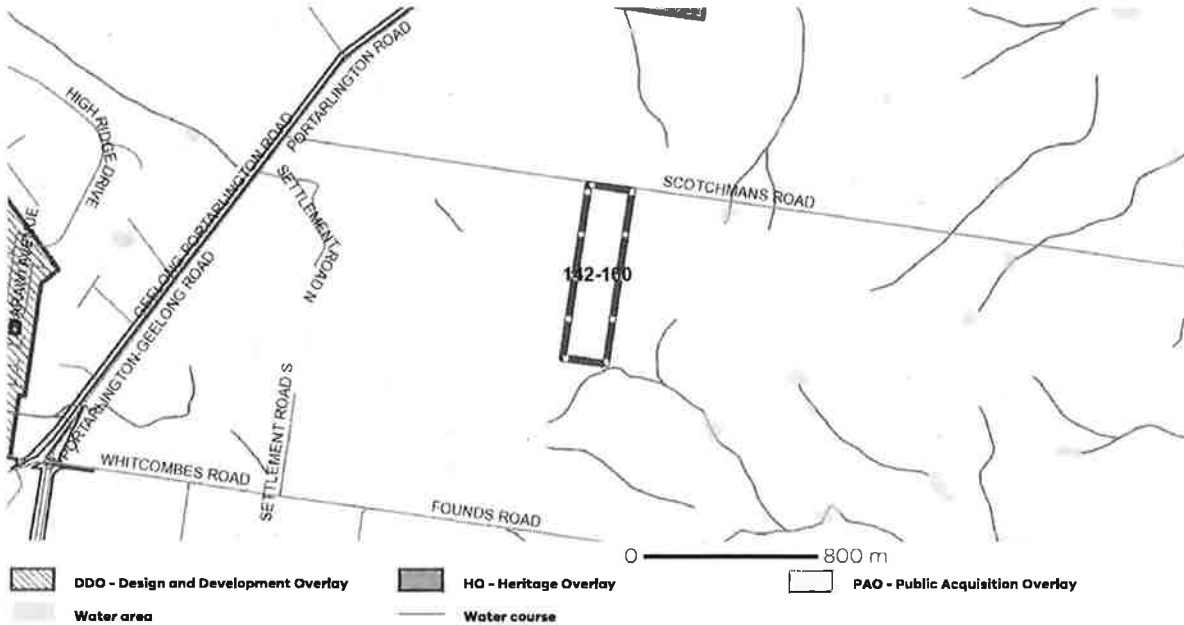 PORTARLINGTON ROAD
HIGH RIDGE DRIVE
GEELONG-PORTARLINGTON ROAD
SETTLEMENT ROAD N
SCOTCHMANS ROAD
AVENUE
142-160
PORTARLINGTON-GEELONG ROAD
SETTLEMENT ROAD S
WHITCOMBES ROAD
FOUNDS ROAD
0 800 m
DDO - Design and Development Overlay
HO - Heritage Overlay
PAO - Public Acquisition Overlay
Water area
Water course